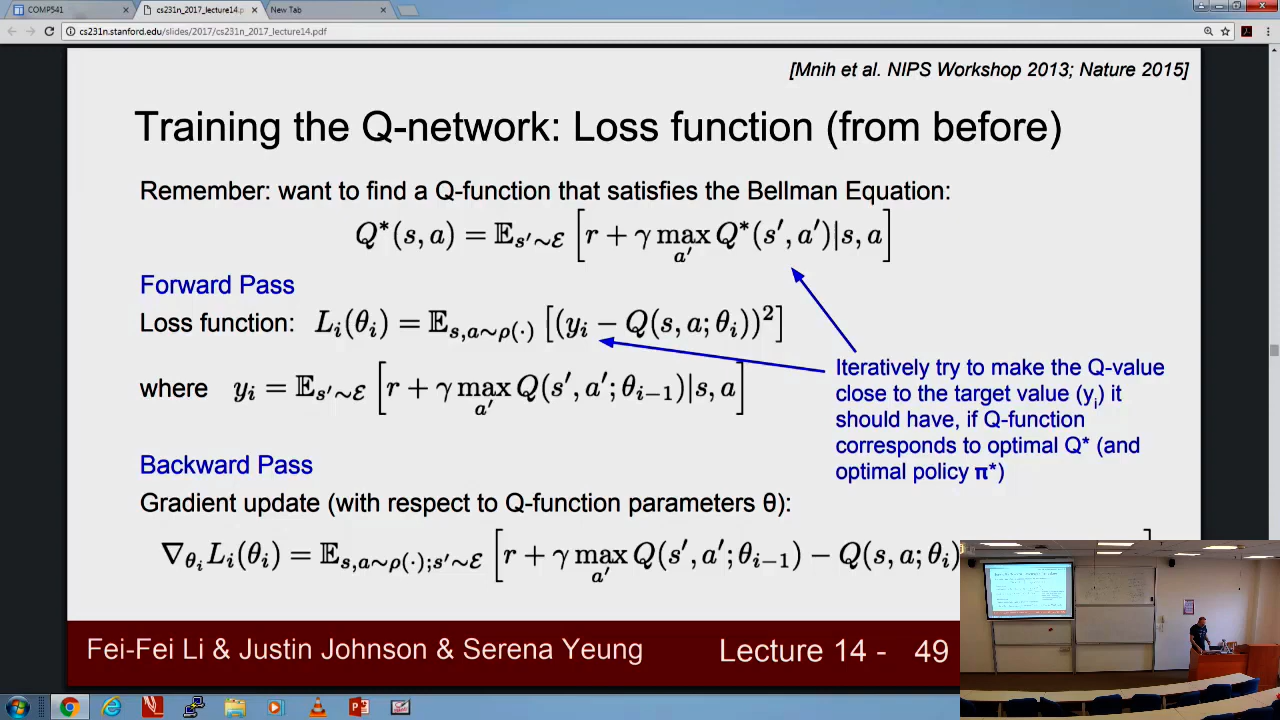 COMP541
cs231n_2017_lecture14.pdf
New Tab
cs231n.stanford.edu/slides/2017/cs231n_2017_lecture14.pdf
[Mnih et al. NIPS Workshop 2013; Nature 2015]
Training the Q-network: Loss function (from before)
Remember: want to find a Q-function that satisfies the Bellman Equation:
Q*(s, a) = 𝔼_{s′∼ℰ} [r + γ max_{a′} Q*(s′, a′)|s, a]
Forward Pass
Loss function: L_i(θ_i) = 𝔼_{s,a∼ρ(·)} [(y_i − Q(s, a; θ_i))²]
where y_i = 𝔼_{s′∼ℰ} [r + γ max_{a′} Q(s′, a′; θ_{i−1})|s, a]
Iteratively try to make the Q-value
close to the target value (y_i) it
should have, if Q-function
corresponds to optimal Q* (and
optimal policy π*)
Backward Pass
Gradient update (with respect to Q-function parameters θ):
∇_{θ_i} L_i(θ_i) = 𝔼_{s,a∼ρ(·);s′∼ℰ} [r + γ max_{a′} Q(s′, a′; θ_{i−1}) − Q(s, a; θ_i)
Fei-Fei Li & Justin Johnson & Serena Yeung
Lecture 14 - 49